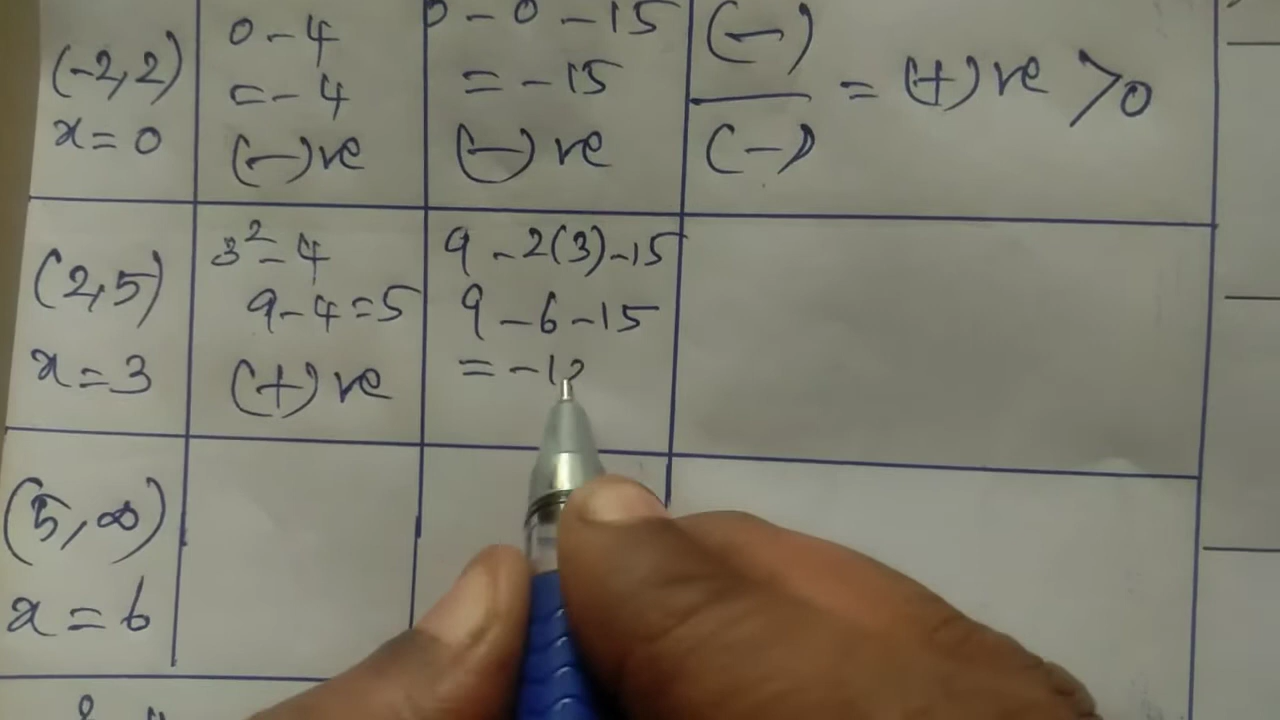 (-2,2)
x = 0
0 - 4
= - 4
(-)ve
0 - 0 - 15
= - 15
(-) ve
(-)
(-)
= (+) ve > 0
(2,5)
x = 3
3² - 4
9 - 4 = 5
(+) ve
9 - 2(3) - 15
9 - 6 - 15
= - 12
(5, ∞)
x = 6